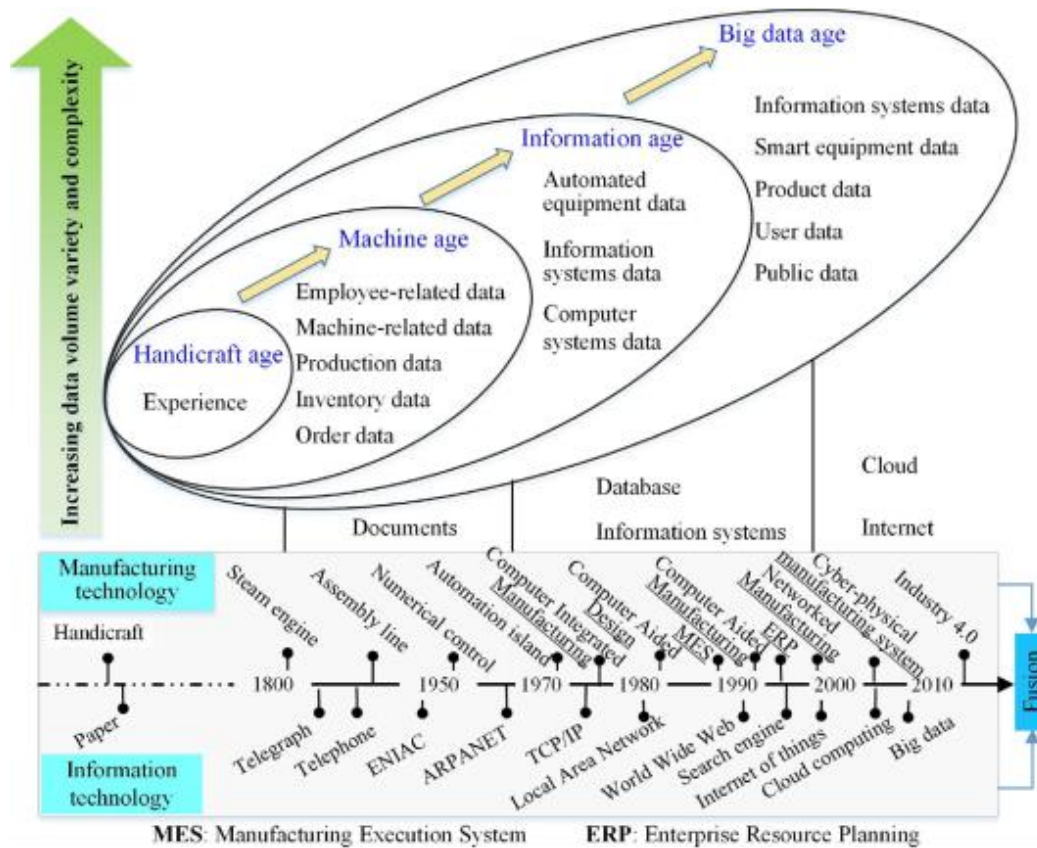 Increasing data volume variety and complexity
Big data age
Information systems data
Smart equipment data
Product data
User data
Public data
Information age
Automated
equipment data
Information
systems data
Computer
systems data
Machine age
Employee-related data
Machine-related data
Production data
Inventory data
Order data
Handicraft age
Experience
Documents
Database
Information systems
Cloud
Internet
Manufacturing
technology
Handicraft
Steam engine
Assembly line
Numerical control
Automation island
Computer Integrated
Manufacturing
Computer Aided
Design
MES
Computer Aided
Manufacturing
ERP
Networked
Manufacturing
Cyber-physical
manufacturing system
Industry 4.0
1800
1950
1970
1980
1990
2000
2010
Fusion
Paper
Telegraph
Telephone
ENIAC
ARPANET
TCP/IP
Local Area Network
World Wide Web
Search engine
Internet of things
Cloud computing
Big data
Information
technology
MES: Manufacturing Execution System
ERP: Enterprise Resource Planning